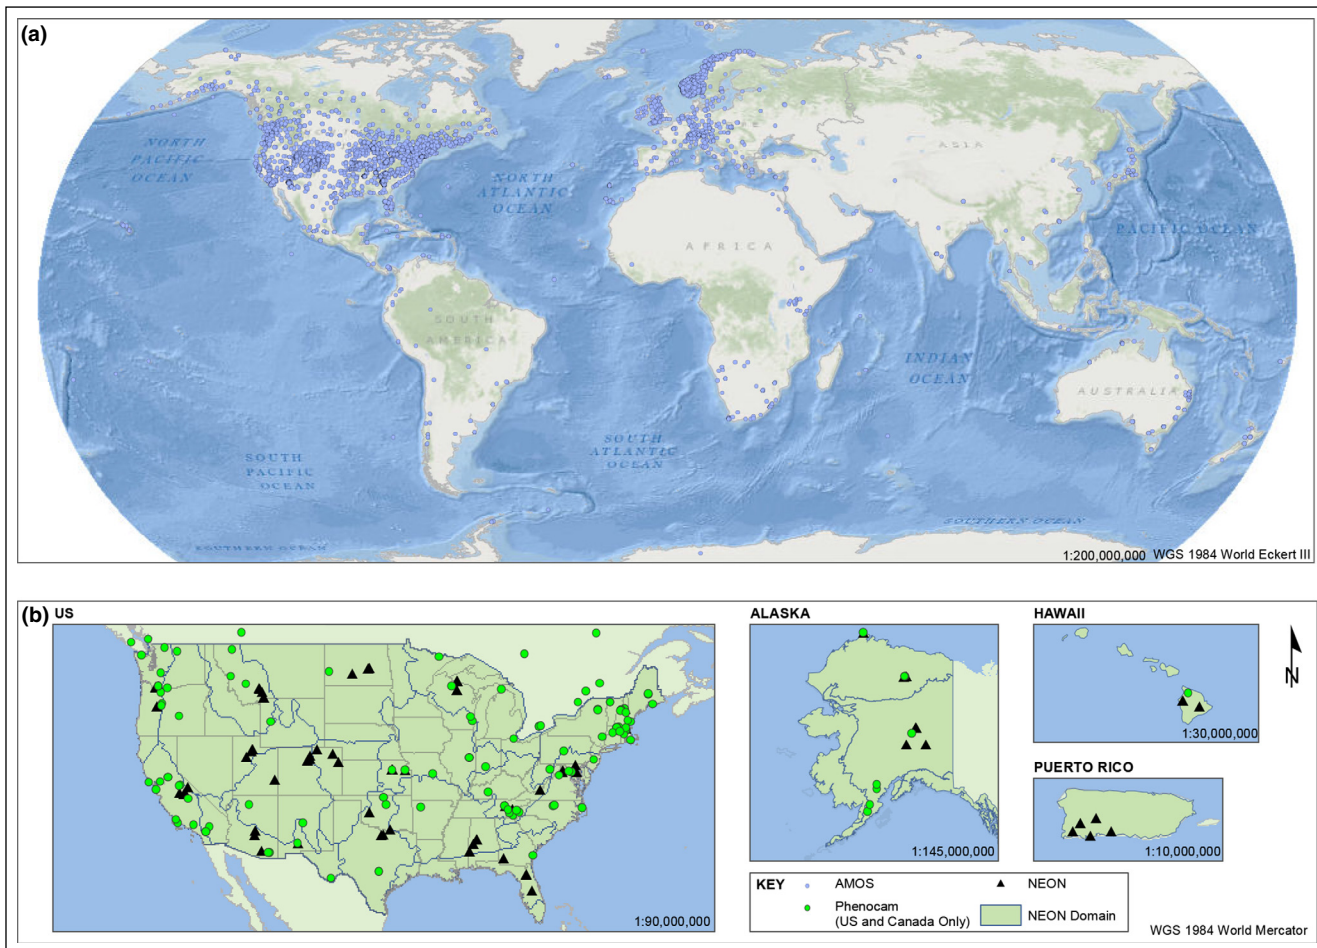 (a)
NORTH
PACIFIC
OCEAN
NORTH
ATLANTIC
OCEAN
ASIA
AFRICA
PACIFIC OCEAN
SOUTH
AMERICA
INDIAN
OCEAN
AUSTRALIA
SOUTH
ATLANTIC
OCEAN
SOUTH
PACIFIC
OCEAN
SOUTHERN OCEAN
SOUTHERN OCEAN
1:200,000,000 WGS 1984 World Eckert III
(b) US
1:90,000,000
ALASKA
1:145,000,000
HAWAII
1:30,000,000
N
PUERTO RICO
1:10,000,000
KEY
AMOS
NEON
Phenocam
(US and Canada Only)
NEON Domain
WGS 1984 World Mercator